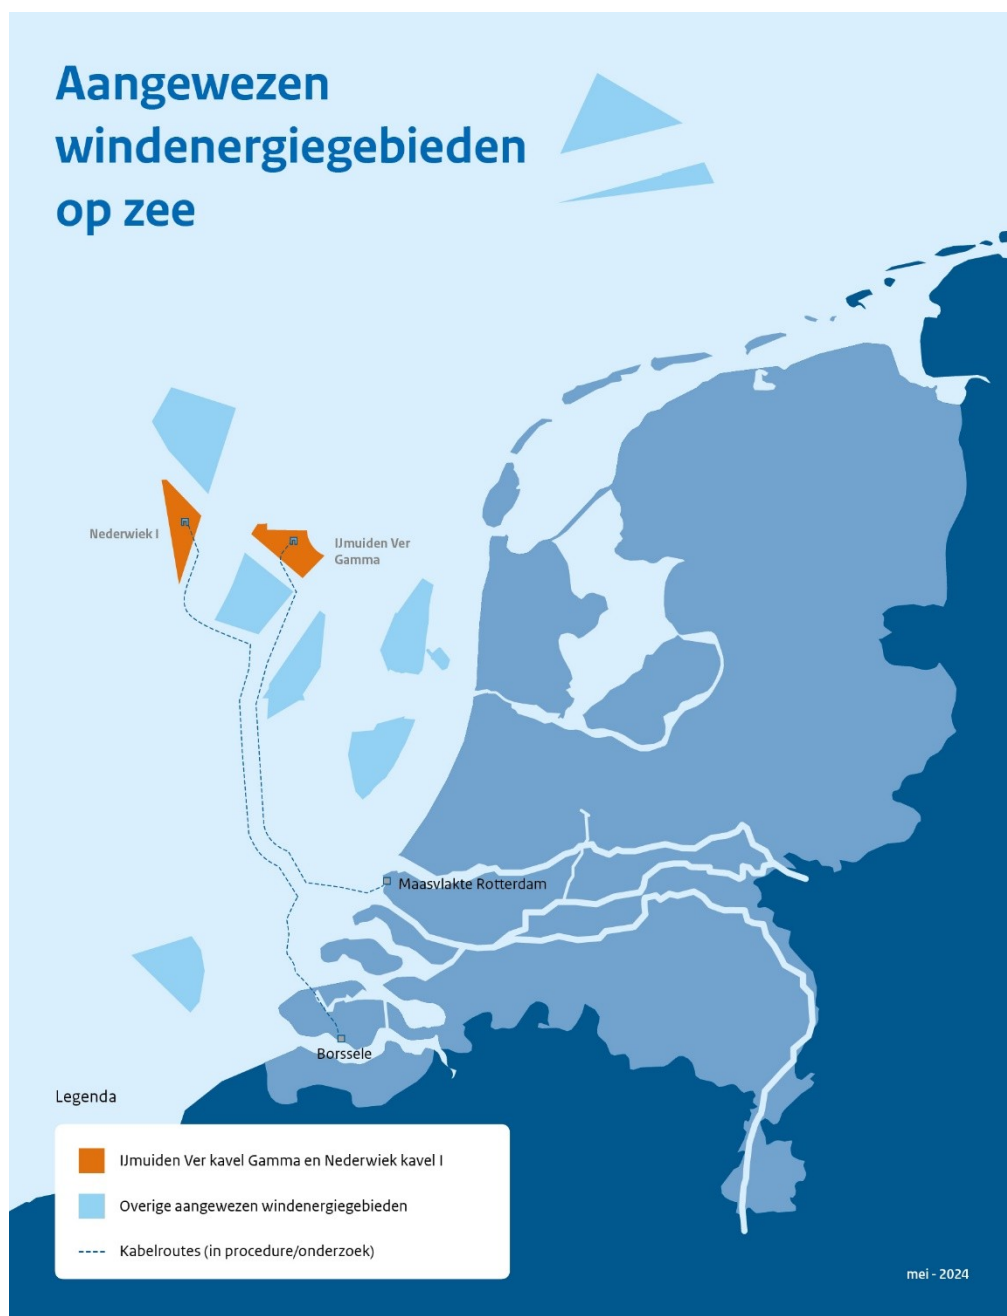 Aangewezen
windenergiegebieden
op zee
Nederwiek I
IJmuiden Ver
Gamma
Maasvlakte Rotterdam
Borssele
Legenda
IJmuiden Ver kavel Gamma en Nederwiek kavel I
Overige aangewezen windenergiegebieden
Kabelroutes (in procedure/onderzoek)
mei - 2024